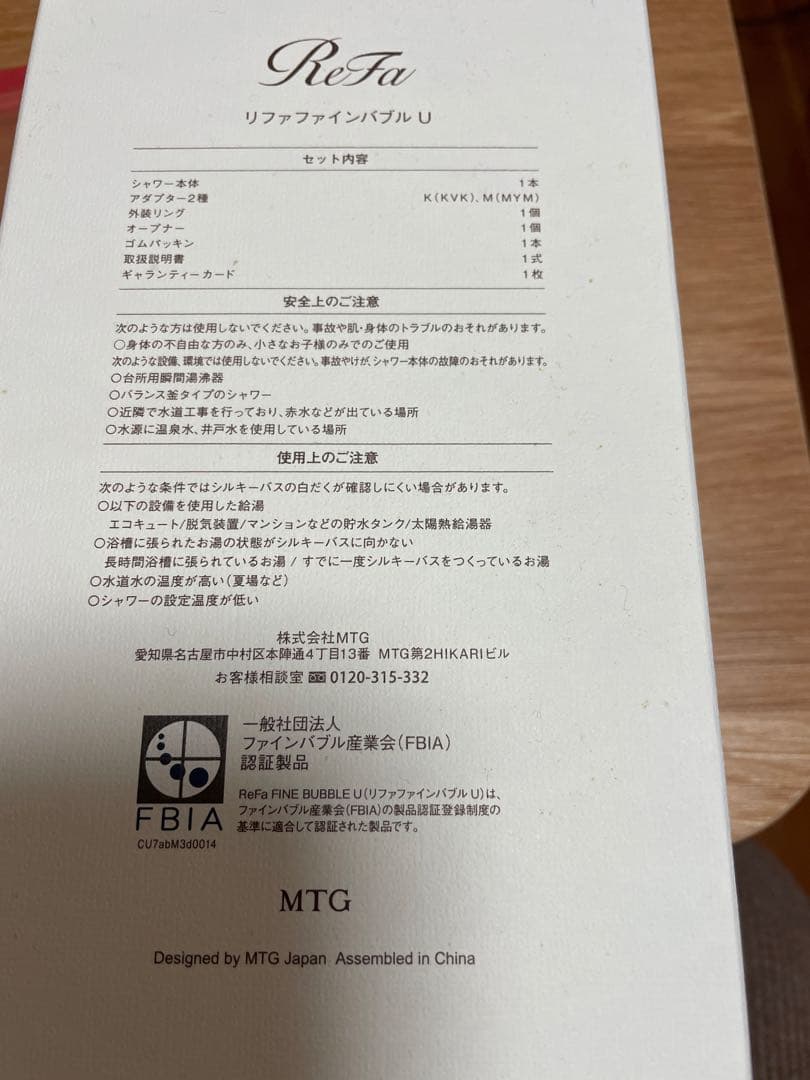 ReFa
リファファインバブル U
セット内容
シャワー本体 1本
アダプター2種 K(KVK)、M(MYM)
外装リング 1個
オープナー 1個
ゴムパッキン 1本
取扱説明書 1式
ギャランティーカード 1枚
安全上のご注意
次のような方は使用しないでください。事故や肌・身体のトラブルのおそれがあります。
○身体の不自由な方のみ、小さなお子様のみでのご使用
次のような設備、環境では使用しないでください。事故やけが、シャワー本体の故障のおそれがあります。
○台所用瞬間湯沸器
○バランス釜タイプのシャワー
○近隣で水道工事を行っており、赤水などが出ている場所
○水源に温泉水、井戸水を使用している場所
使用上のご注意
次のような条件ではシルキーバスの白だくが確認しにくい場合があります。
○以下の設備を使用した給湯
エコキュート/脱気装置/マンションなどの貯水タンク/太陽熱給湯器
○浴槽に張られたお湯の状態がシルキーバスに向かない
長時間浴槽に張られているお湯 / すでに一度シルキーバスをつくっているお湯
○水道水の温度が高い(夏場など)
○シャワーの設定温度が低い
株式会社MTG
愛知県名古屋市中村区本陣通4丁目13番 MTG第2HIKARIビル
お客様相談室 0120-315-332
一般社団法人
ファインバブル産業会(FBIA)
認証製品
ReFa FINE BUBBLE U(リファファインバブル U)は、
ファインバブル産業会(FBIA)の製品認証登録制度の
基準に適合して認証された製品です。
FBIA
CU7abM3d0014
MTG
Designed by MTG Japan Assembled in China